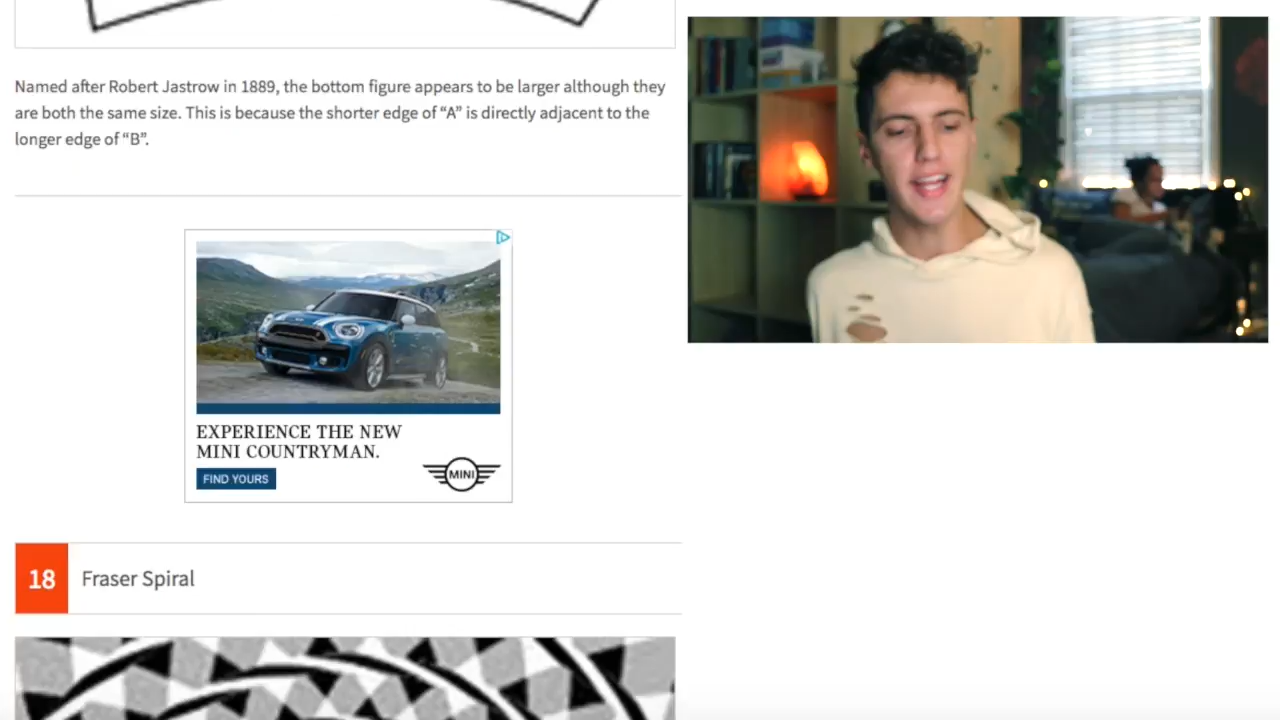 Named after Robert Jastrow in 1889, the bottom figure appears to be larger although they
are both the same size. This is because the shorter edge of “A” is directly adjacent to the
longer edge of “B”.
EXPERIENCE THE NEW
MINI COUNTRYMAN.
FIND YOURS
MINI
18
Fraser Spiral